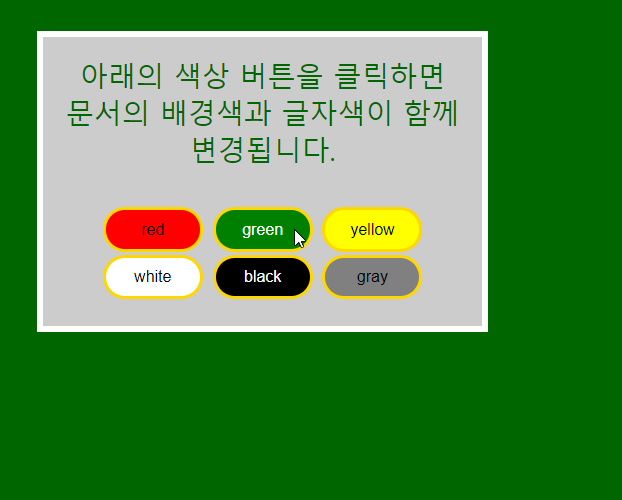 아래의 색상 버튼을 클릭하면
문서의 배경색과 글자색이 함께
변경됩니다.
red green yellow
white black gray